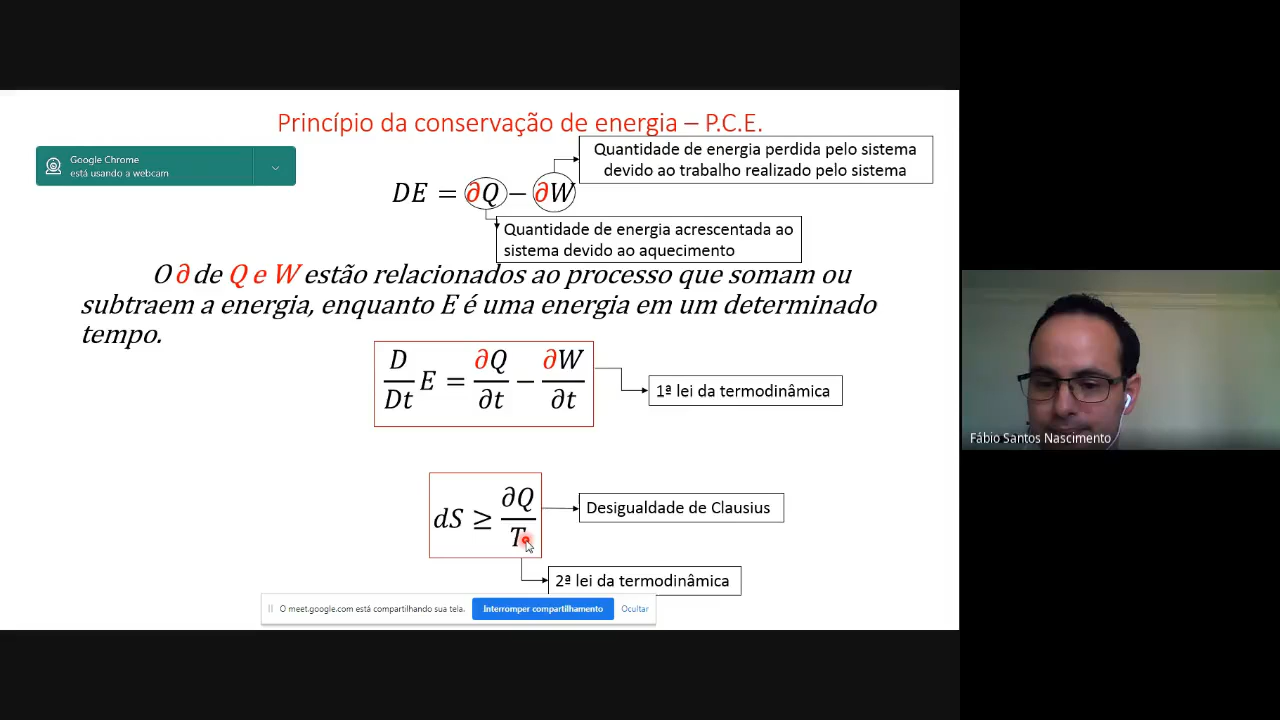 Princípio da conservação de energia – P.C.E.
Google Chrome
está usando a webcam
Quantidade de energia perdida pelo sistema
devido ao trabalho realizado pelo sistema
DE = ∂Q − ∂W
Quantidade de energia acrescentada ao
sistema devido ao aquecimento
O ∂ de Q e W estão relacionados ao processo que somam ou
subtraem a energia, enquanto E é uma energia em um determinado
tempo.
D/Dt E = ∂Q/∂t − ∂W/∂t
1ª lei da termodinâmica
dS ≥ ∂Q/T
Desigualdade de Clausius
2ª lei da termodinâmica
O meet.google.com está compartilhando sua tela.
Interromper compartilhamento
Ocultar
Fábio Santos Nascimento